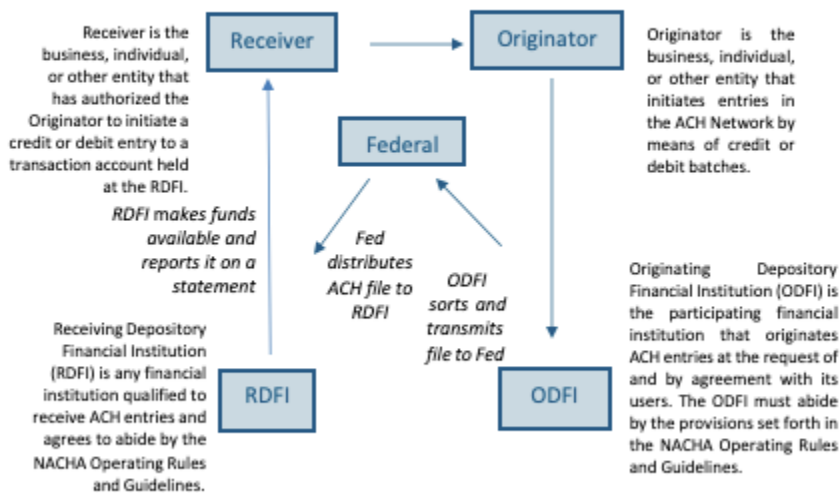 Receiver is the
business, individual,
or other entity that
has authorized the
Originator to initiate a
credit or debit entry to a
transaction account held
at the RDFI.
Receiver
Originator
Originator is the
business, individual,
or other entity that
initiates entries in
the ACH Network by
means of credit or
debit batches.
Federal
RDFI makes funds
available and
reports it on a
statement
Fed
distributes
ACH file to
RDFI
ODFI
sorts and
transmits
file to Fed
Receiving Depository
Financial Institution
(RDFI) is any financial
institution qualified to
receive ACH entries and
agrees to abide by the
NACHA Operating Rules
and Guidelines.
RDFI
ODFI
Originating Depository
Financial Institution (ODFI) is
the participating financial
institution that originates
ACH entries at the request of
and by agreement with its
users. The ODFI must abide
by the provisions set forth in
the NACHA Operating Rules
and Guidelines.